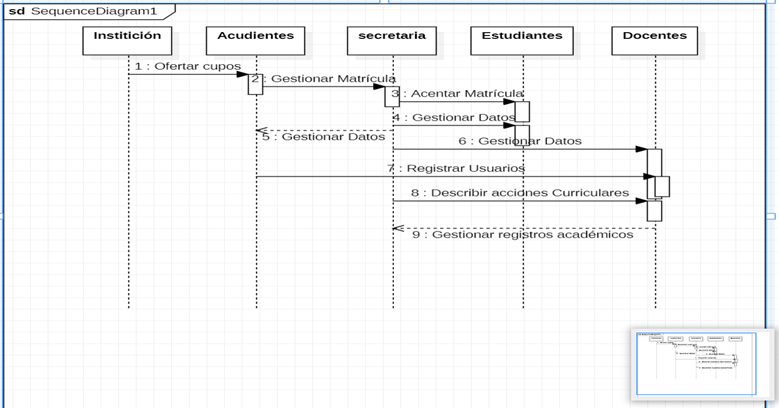 sd SequenceDiagram1
Instición
Acudientes
secretaria
Estudiantes
Docentes
1 : Ofertar cupos
2 : Gestionar Matrícula
3 : Acentar Matrícula
4 : Gestionar Datos
5 : Gestionar Datos
6 : Gestionar Datos
7 : Registrar Usuarios
8 : Describir acciones Curriculares
9 : Gestionar registros académicos